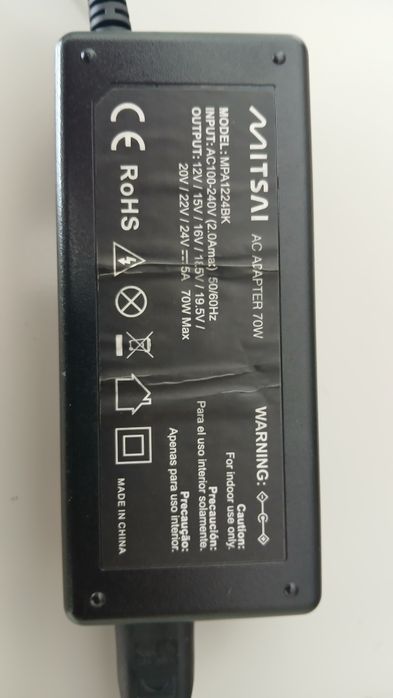 MITSAI AC ADAPTER 70W
MODEL: MPA1224BK
INPUT: AC100-240V (2.0Amax) 50/60Hz
OUTPUT: 12V / 15V / 16V / 18.5V / 19.5V /
20V / 22V / 24V ⎓ 5A 70W Max
CE RoHS
WARNING:
Caution:
For indoor use only.
Precaución:
Para el uso interior solamente.
Precaução:
Apenas para uso interior.
MADE IN CHINA